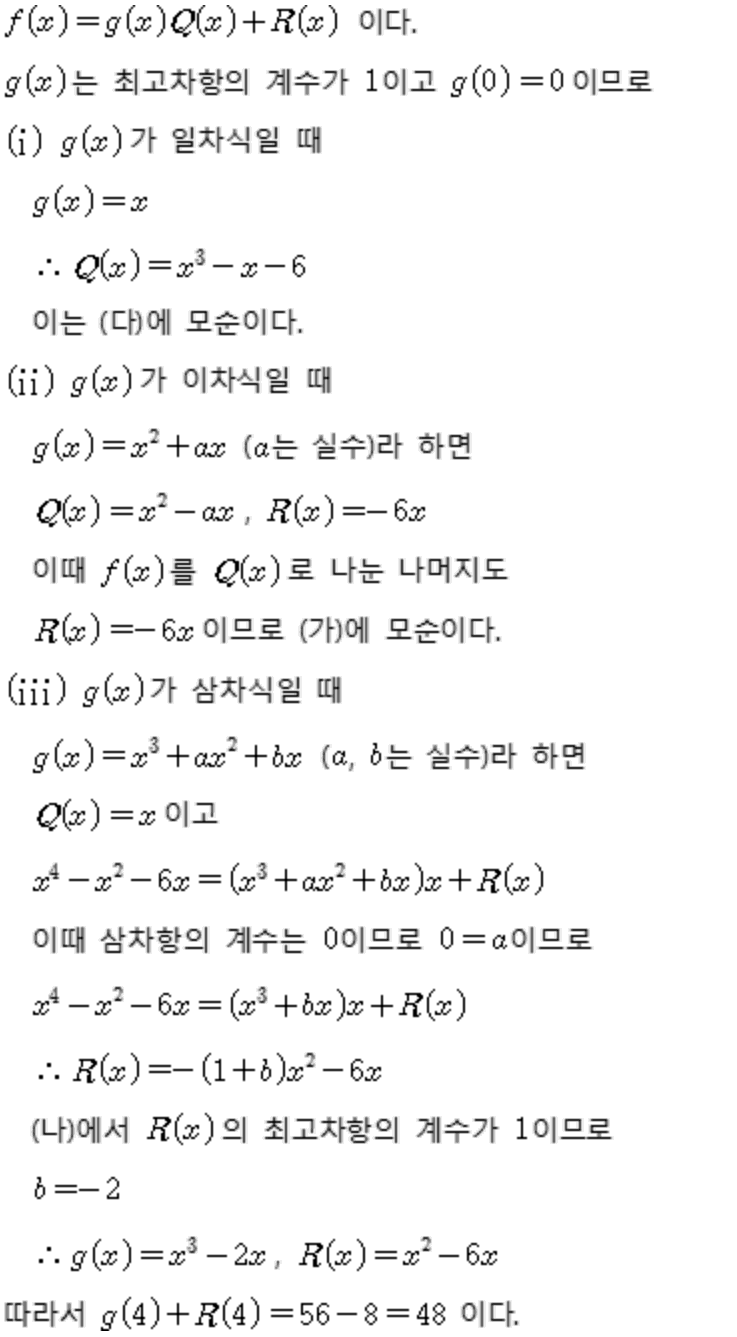 f(x)=g(x)Q(x)+R(x) 이다.
g(x)는 최고차항의 계수가 1이고 g(0)=0이므로
(i) g(x)가 일차식일 때
g(x)=x
∴ Q(x)=x³-x-6
이는 (다)에 모순이다.
(ii) g(x)가 이차식일 때
g(x)=x²+ax (a는 실수)라 하면
Q(x)=x²-ax, R(x)=-6x
이때 f(x)를 Q(x)로 나눈 나머지도
R(x)=-6x이므로 (가)에 모순이다.
(iii) g(x)가 삼차식일 때
g(x)=x³+ax²+bx (a, b는 실수)라 하면
Q(x)=x이고
x⁴-x²-6x=(x³+ax²+bx)x+R(x)
이때 삼차항의 계수는 0이므로 0=a이므로
x⁴-x²-6x=(x³+bx)x+R(x)
∴ R(x)=-(1+b)x²-6x
(나)에서 R(x)의 최고차항의 계수가 1이므로
b=-2
∴ g(x)=x³-2x, R(x)=x²-6x
따라서 g(4)+R(4)=56-8=48 이다.